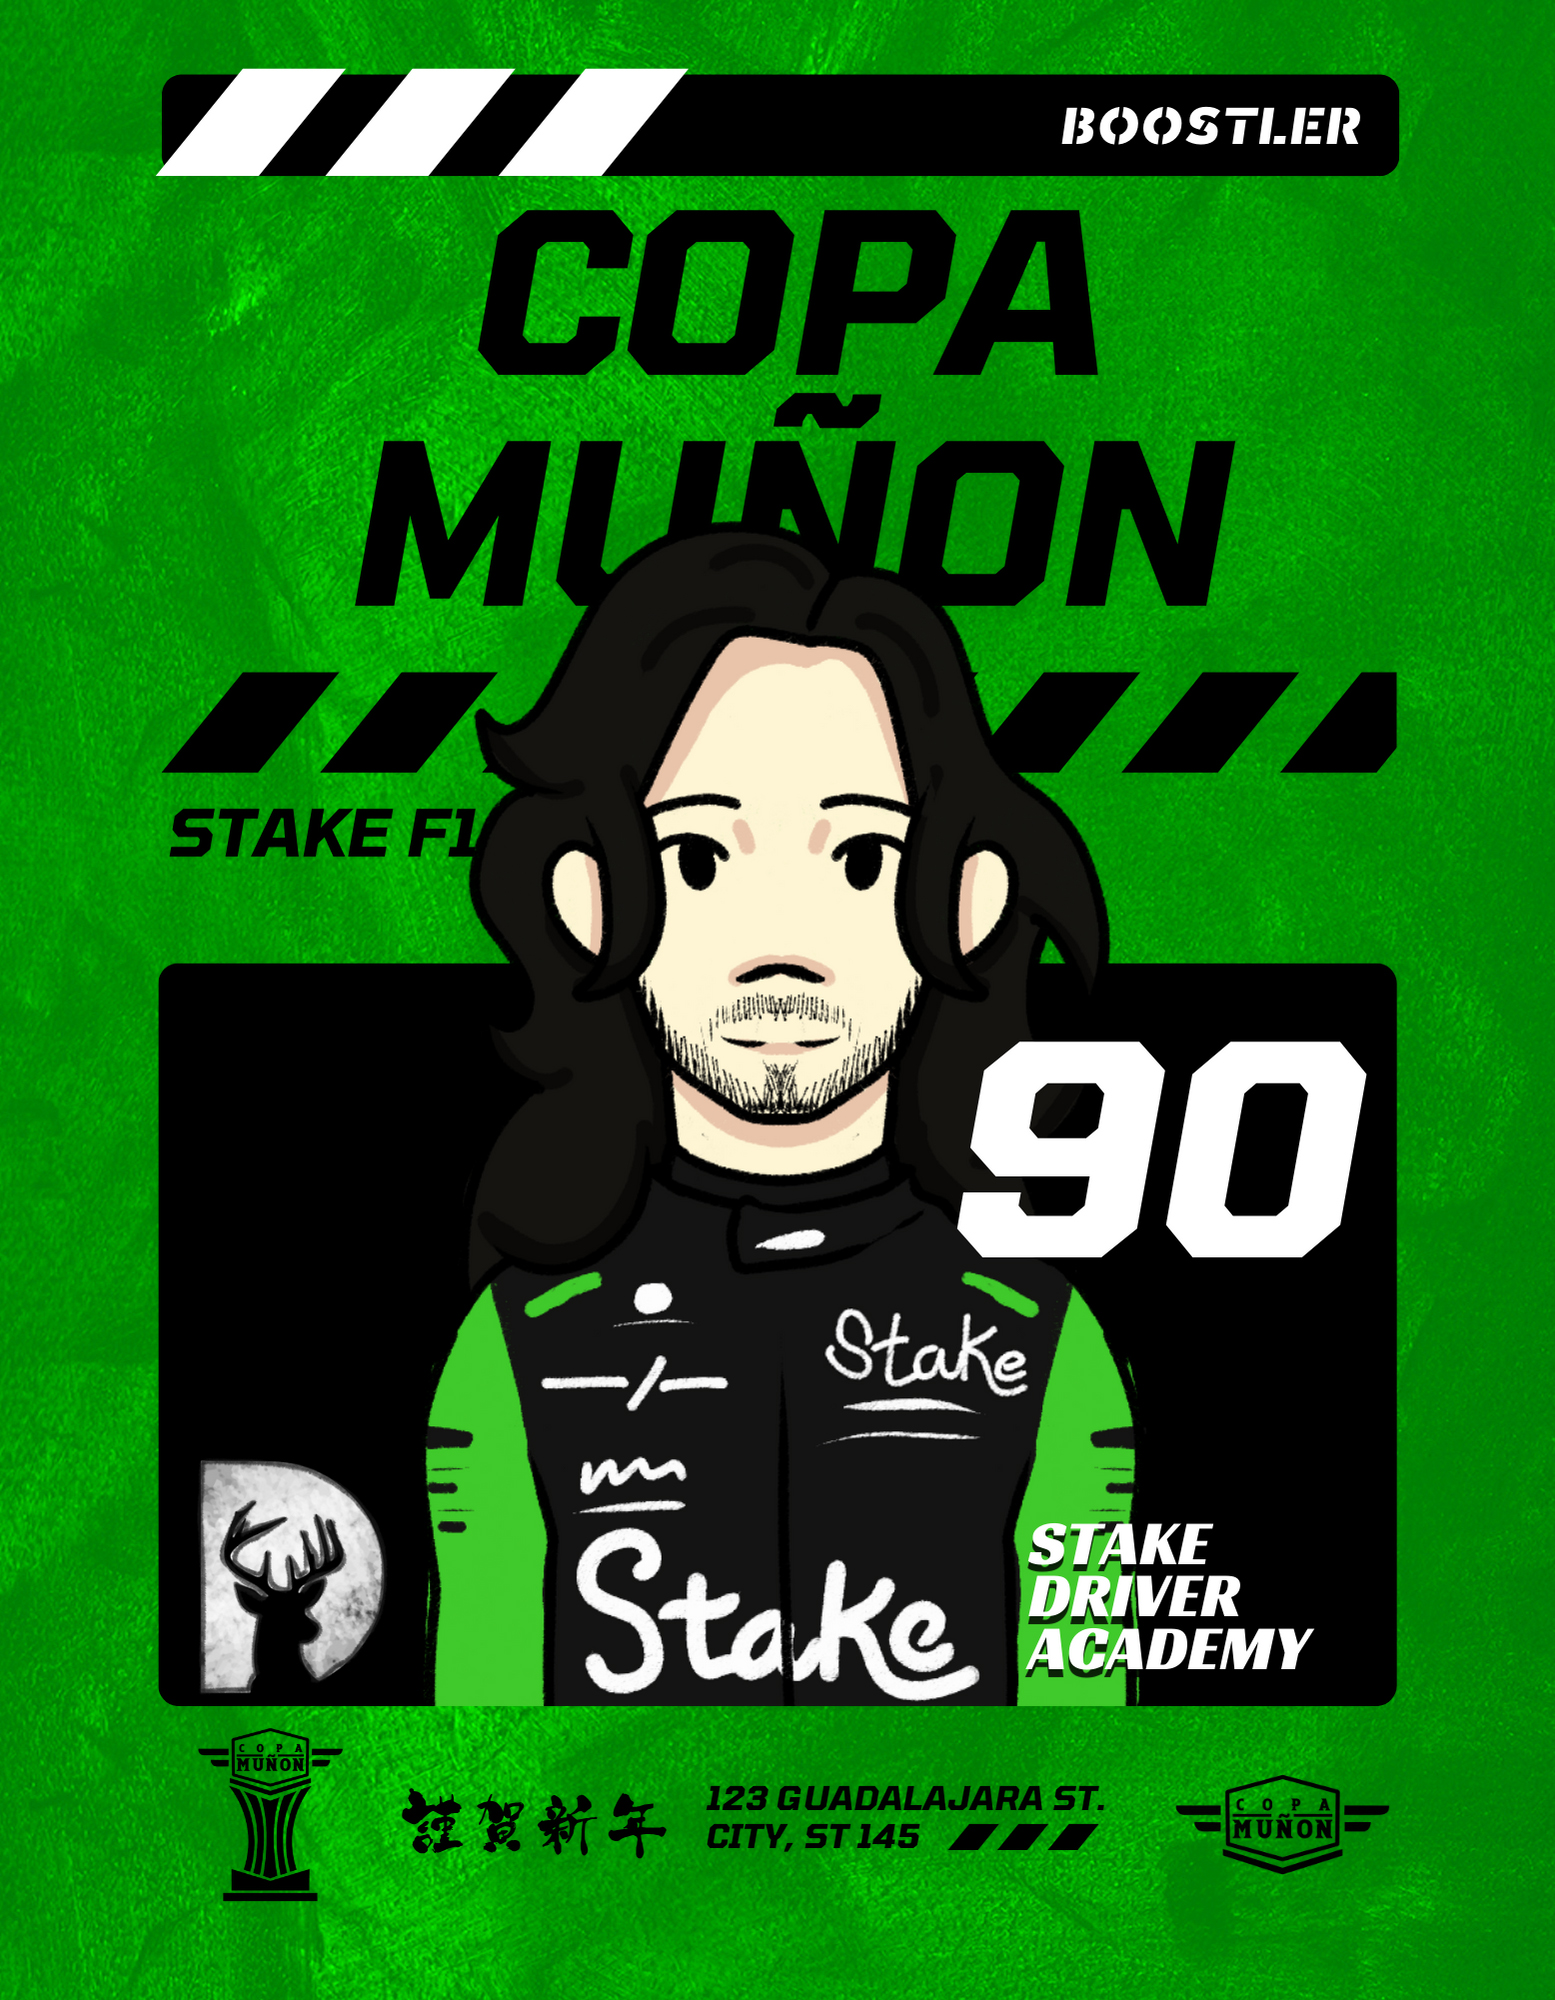 BOOSTLER
COPA
MUÑON
STAKE F1
90
Stake
Stake
STAKE
DRIVER
ACADEMY
COPA
MUÑON
謹賀新年
123 GUADALAJARA ST.
CITY, ST 145
COPA
MUÑON